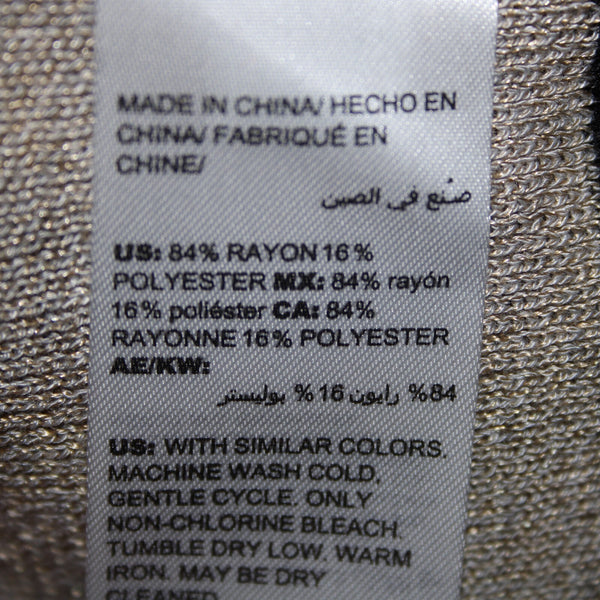 MADE IN CHINA/ HECHO EN
CHINA/ FABRIQUÉ EN
CHINE/
صُنع في الصين
US: 84% RAYON 16%
POLYESTER MX: 84% rayón
16% poliéster CA: 84%
RAYONNE 16% POLYESTER
AE/KW:
84% رايون 16% بوليستر
US: WITH SIMILAR COLORS.
MACHINE WASH COLD,
GENTLE CYCLE. ONLY
NON-CHLORINE BLEACH.
TUMBLE DRY LOW. WARM
IRON. MAY BE DRY
CLEANED